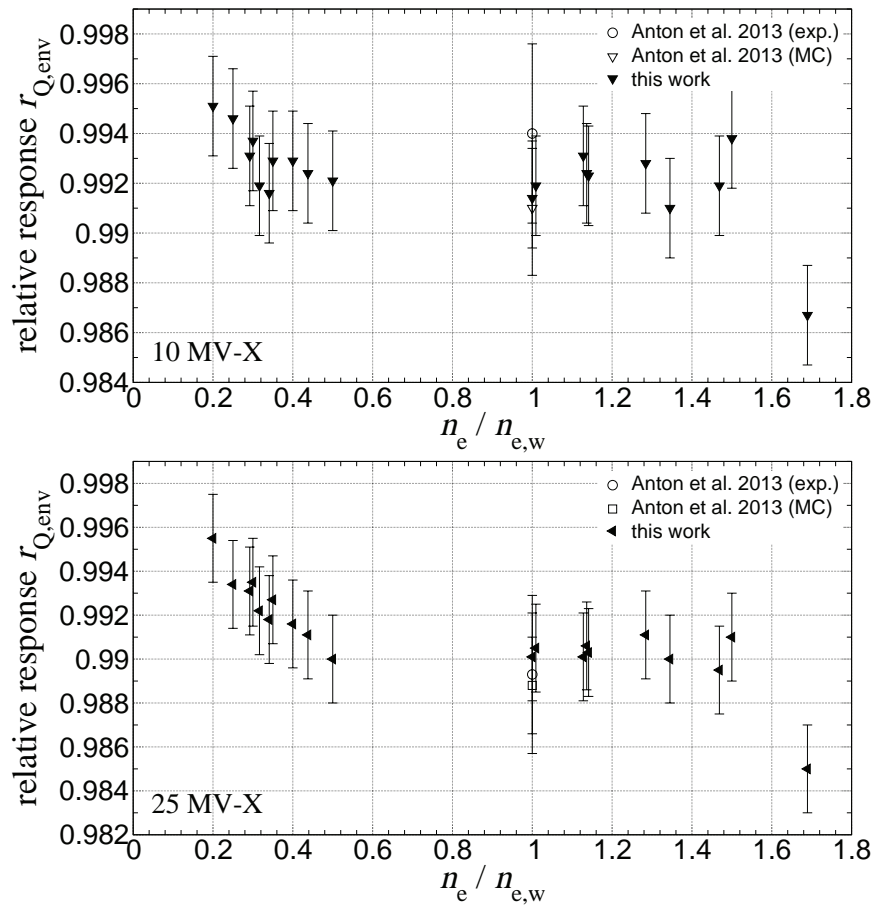 0.998
0.996
0.994
0.992
0.99
0.988
0.986
0.984
relative response r_Q,env
Anton et al. 2013 (exp.)
Anton et al. 2013 (MC)
this work
10 MV-X
0 0.2 0.4 0.6 0.8 1 1.2 1.4 1.6 1.8
n_e / n_e,w
0.998
0.996
0.994
0.992
0.99
0.988
0.986
0.984
0.982
relative response r_Q,env
Anton et al. 2013 (exp.)
Anton et al. 2013 (MC)
this work
25 MV-X
0 0.2 0.4 0.6 0.8 1 1.2 1.4 1.6 1.8
n_e / n_e,w